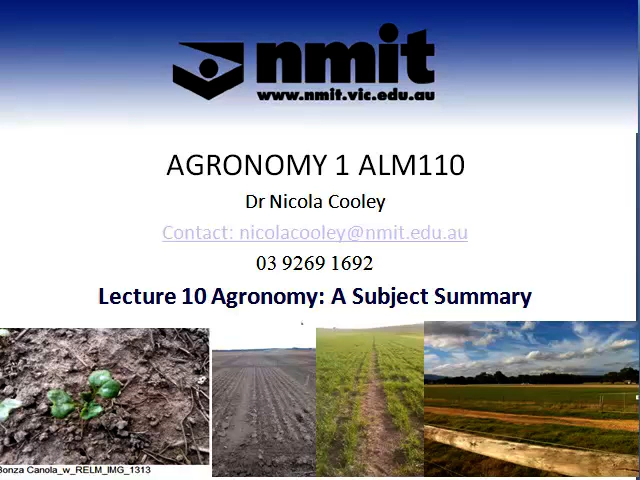 nmit
www.nmit.vic.edu.au
AGRONOMY 1 ALM110
Dr Nicola Cooley
Contact: nicolacooley@nmit.edu.au
03 9269 1692
Lecture 10 Agronomy: A Subject Summary
Bonza Canola_w_RELM_IMG_1313